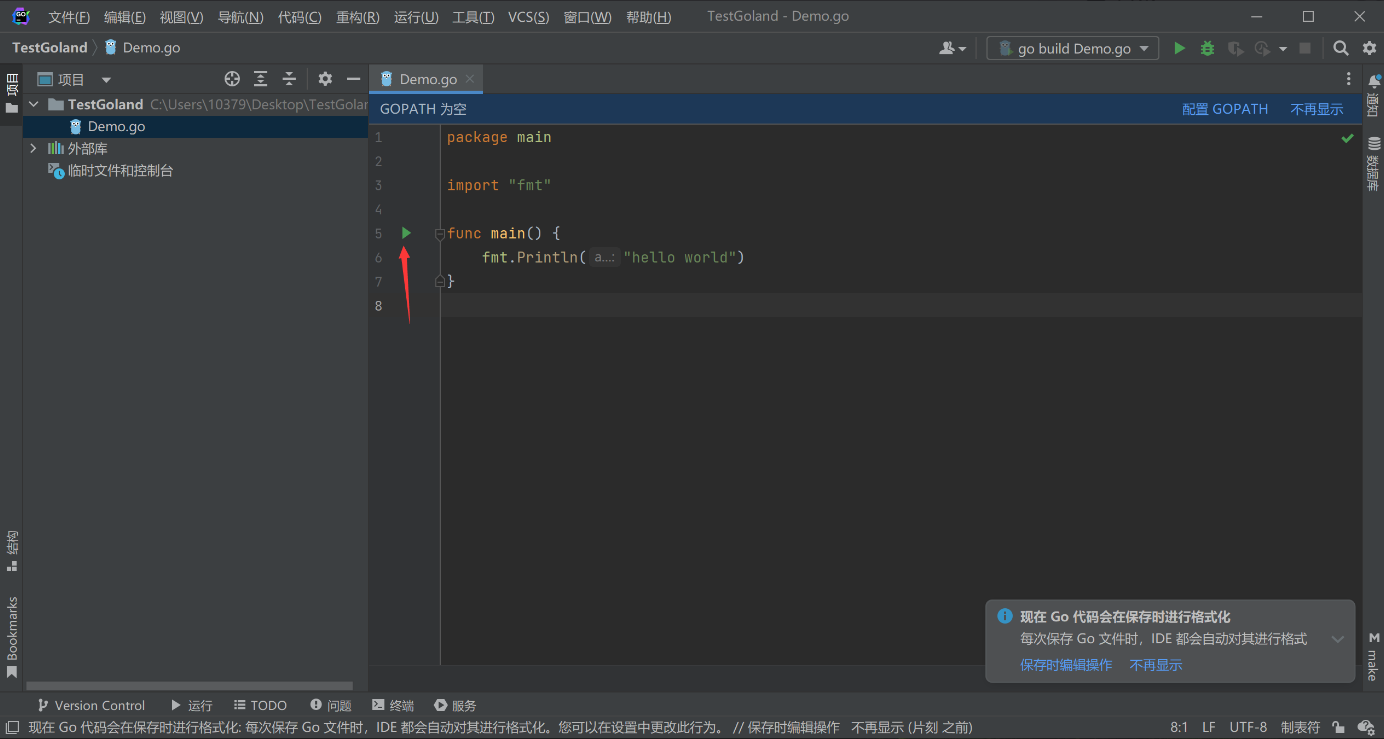 文件(F) 编辑(E) 视图(V) 导航(N) 代码(C) 重构(R) 运行(U) 工具(T) VCS(S) 窗口(W) 帮助(H) TestGoland - Demo.go
TestGoland Demo.go go build Demo.go
项目
项目
Demo.go
通知
TestGoland C:\Users\10379\Desktop\TestGolan
GOPATH 为空 配置 GOPATH 不再显示
Demo.go
外部库
临时文件和控制台
数据库
1 package main
2
3 import "fmt"
4
5 func main() {
6 fmt.Println( a...: "hello world")
7 }
8
结构
Bookmarks
现在 Go 代码会在保存时进行格式化
每次保存 Go 文件时，IDE 都会自动对其进行格式
保存时编辑操作 不再显示
M make
Version Control 运行 TODO 问题 终端 服务
现在 Go 代码会在保存时进行格式化: 每次保存 Go 文件时，IDE 都会自动对其进行格式化。您可以在设置中更改此行为。 // 保存时编辑操作 不再显示 (片刻 之前) 8:1 LF UTF-8 制表符